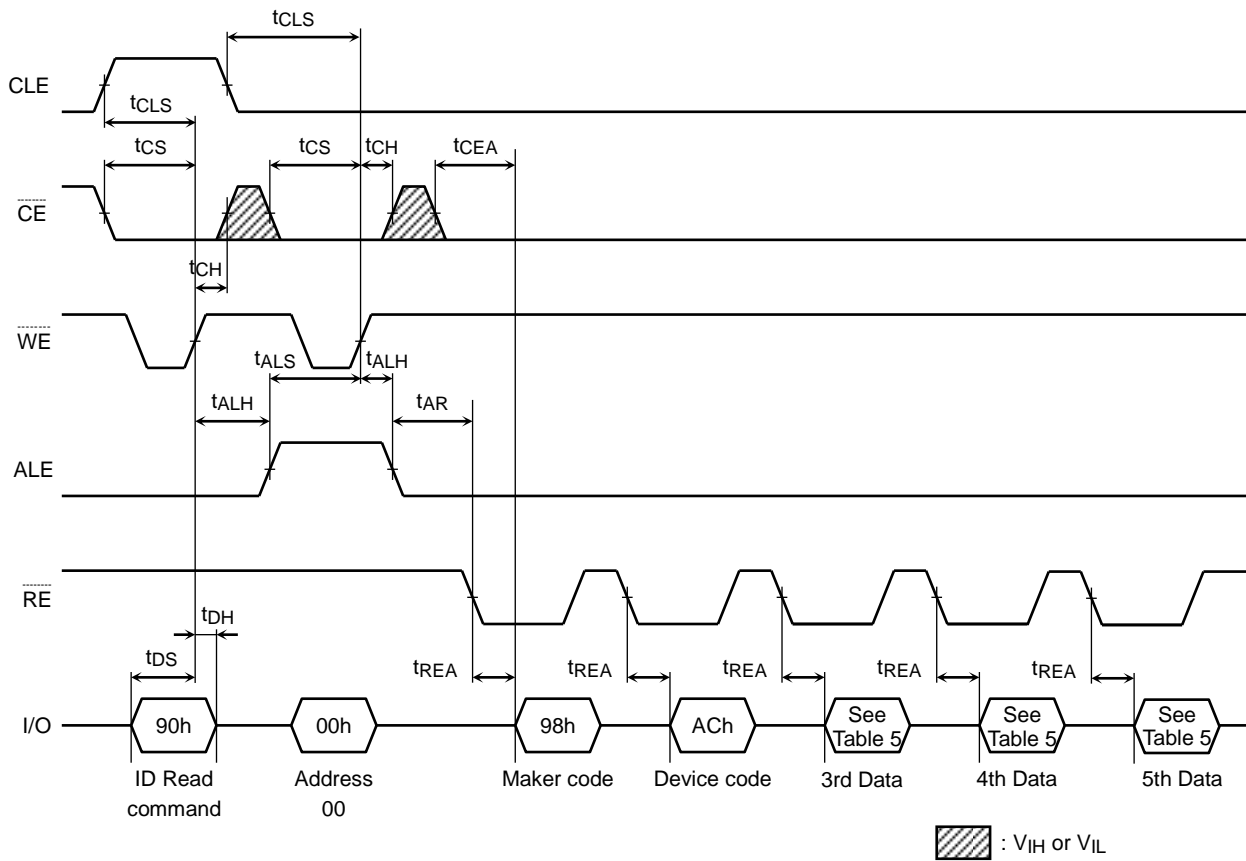 tCLS
CLE
tCLS
tCS
tCS
tCH
tCEA
CE
tCH
WE
tALS
tALH
tALH
tAR
ALE
RE
tDH
tDS
tREA
tREA
tREA
tREA
tREA
I/O
90h
00h
98h
ACh
See
Table 5
See
Table 5
See
Table 5
ID Read
command
Address
00
Maker code
Device code
3rd Data
4th Data
5th Data
: VIH or VIL